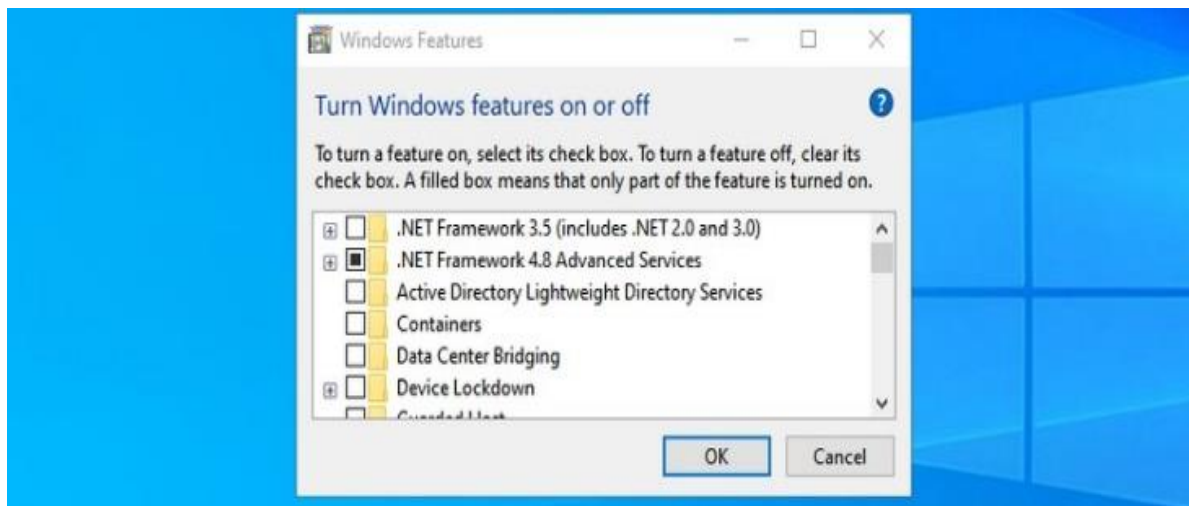 Windows Features
Turn Windows features on or off
To turn a feature on, select its check box. To turn a feature off, clear its
check box. A filled box means that only part of the feature is turned on.
.NET Framework 3.5 (includes .NET 2.0 and 3.0)
.NET Framework 4.8 Advanced Services
Active Directory Lightweight Directory Services
Containers
Data Center Bridging
Device Lockdown
Guarded Host
OK
Cancel